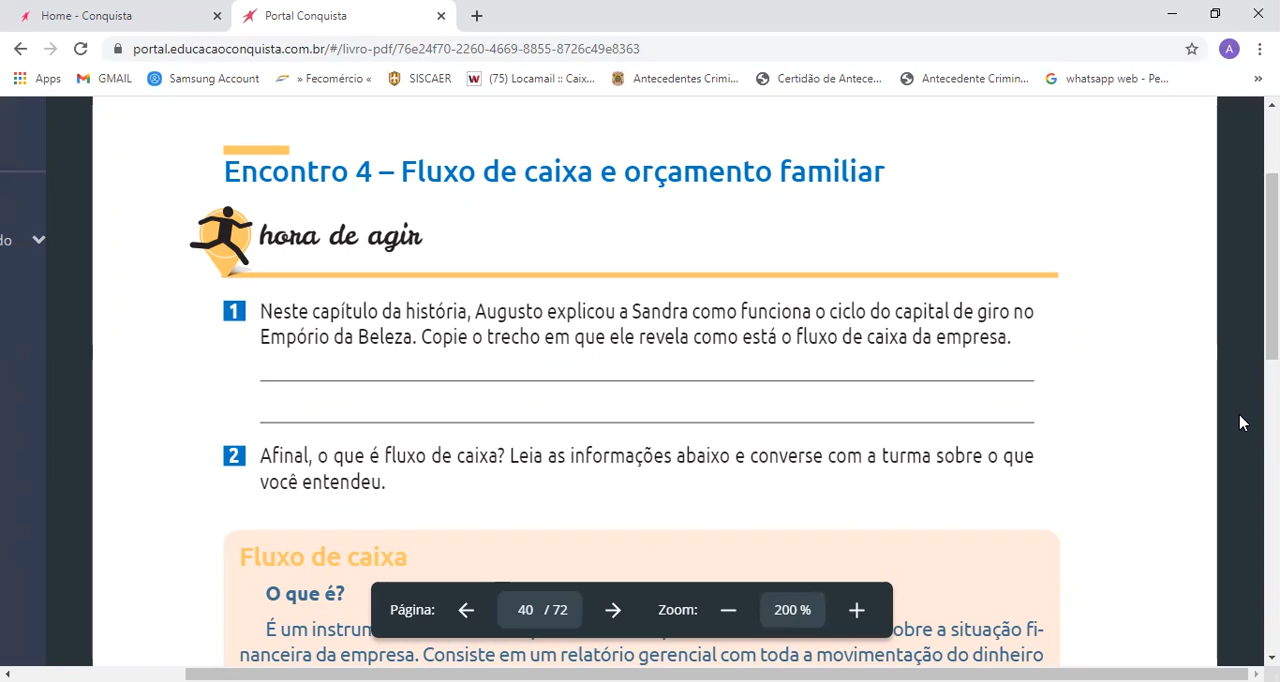 Home - Conquista
Portal Conquista
portal.educacaoconquista.com.br/#/livro-pdf/76e24f70-2260-4669-8855-8726c49e8363
A
Apps GMAIL Samsung Account » Fecomércio « SISCAER (75) Locamail :: Caix... Antecedentes Crimi... Certidão de Antece... Antecedente Crimin... whatsapp web - Pe... »
Encontro 4 – Fluxo de caixa e orçamento familiar
hora de agir
do
1 Neste capítulo da história, Augusto explicou a Sandra como funciona o ciclo do capital de giro no
Empório da Beleza. Copie o trecho em que ele revela como está o fluxo de caixa da empresa.
2 Afinal, o que é fluxo de caixa? Leia as informações abaixo e converse com a turma sobre o que
você entendeu.
Fluxo de caixa
O que é?
Página: 40 / 72 Zoom: 200 %
É um instrum obre a situação fi-
nanceira da empresa. Consiste em um relatório gerencial com toda a movimentação do dinheiro